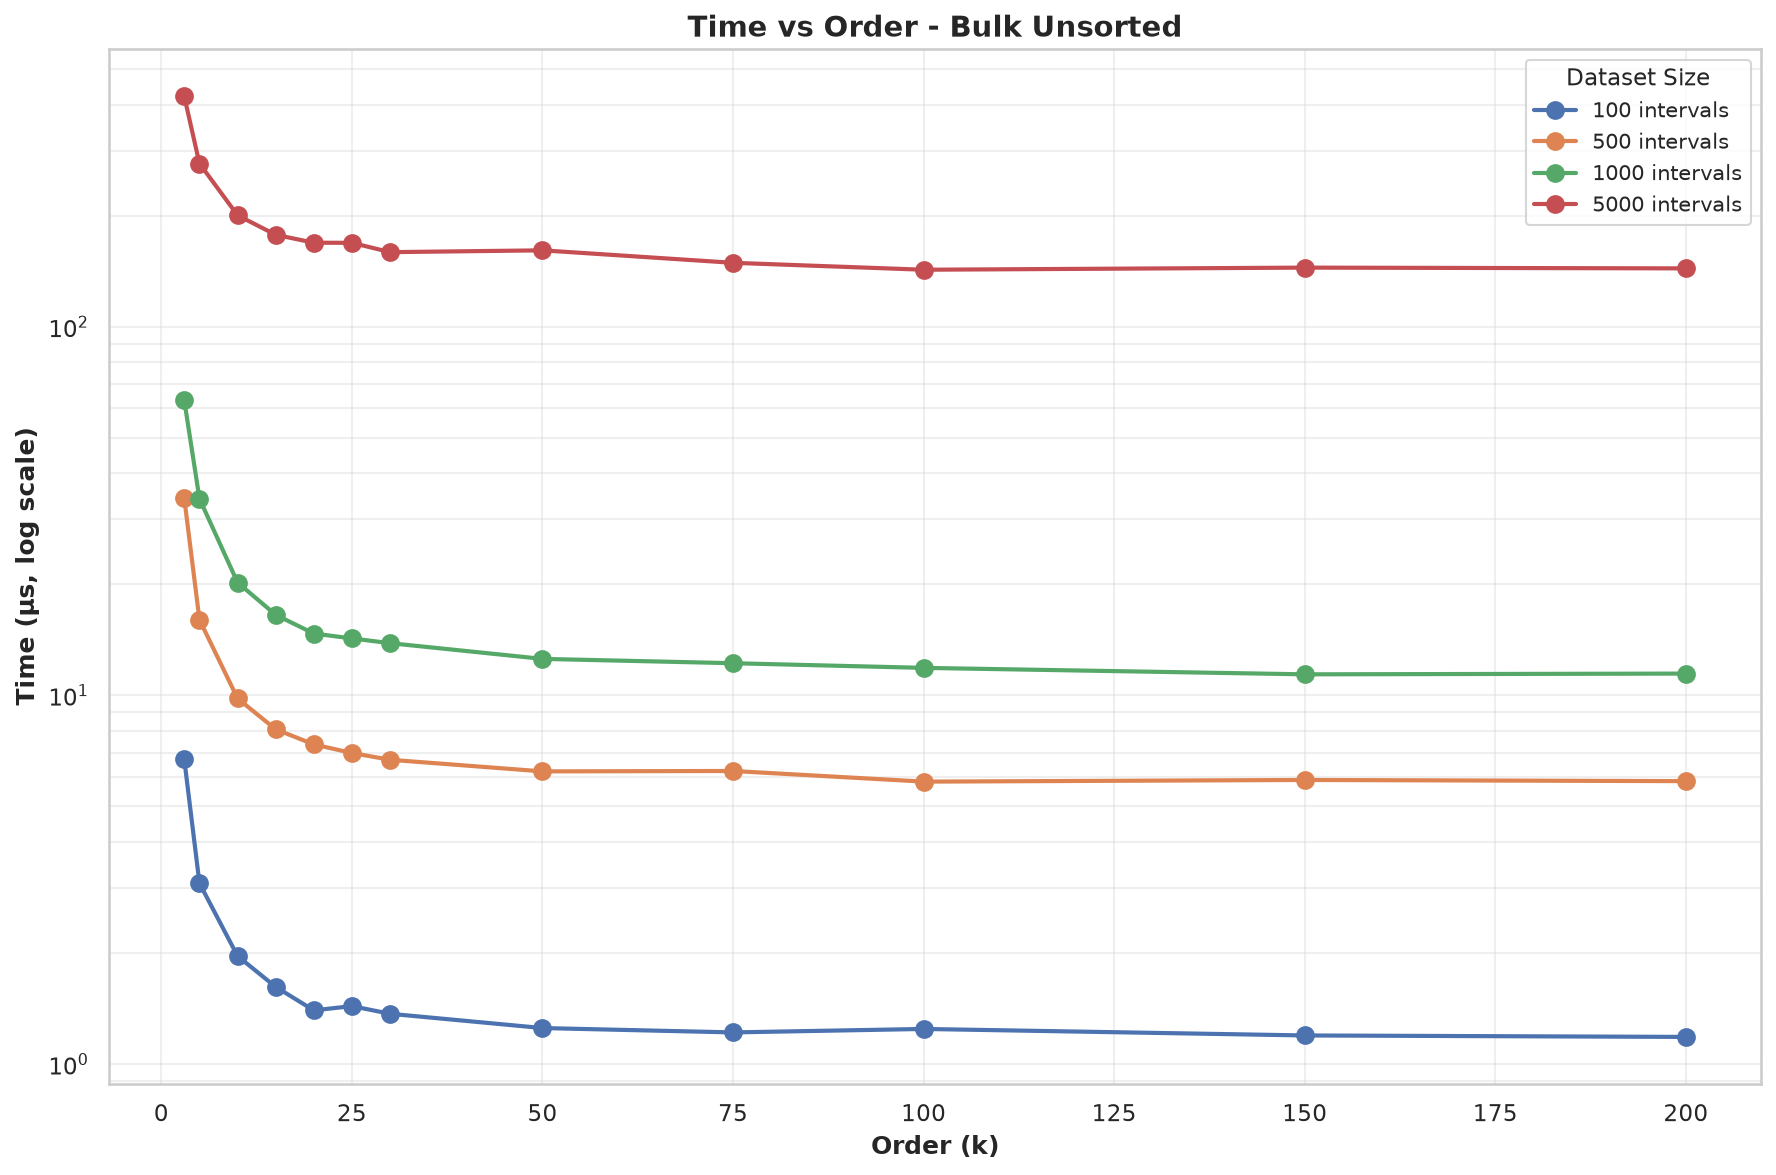 Time vs Order - Bulk Unsorted
Dataset Size
100 intervals
500 intervals
1000 intervals
5000 intervals
Time (µs, log scale)
10²
10¹
10⁰
0 25 50 75 100 125 150 175 200
Order (k)